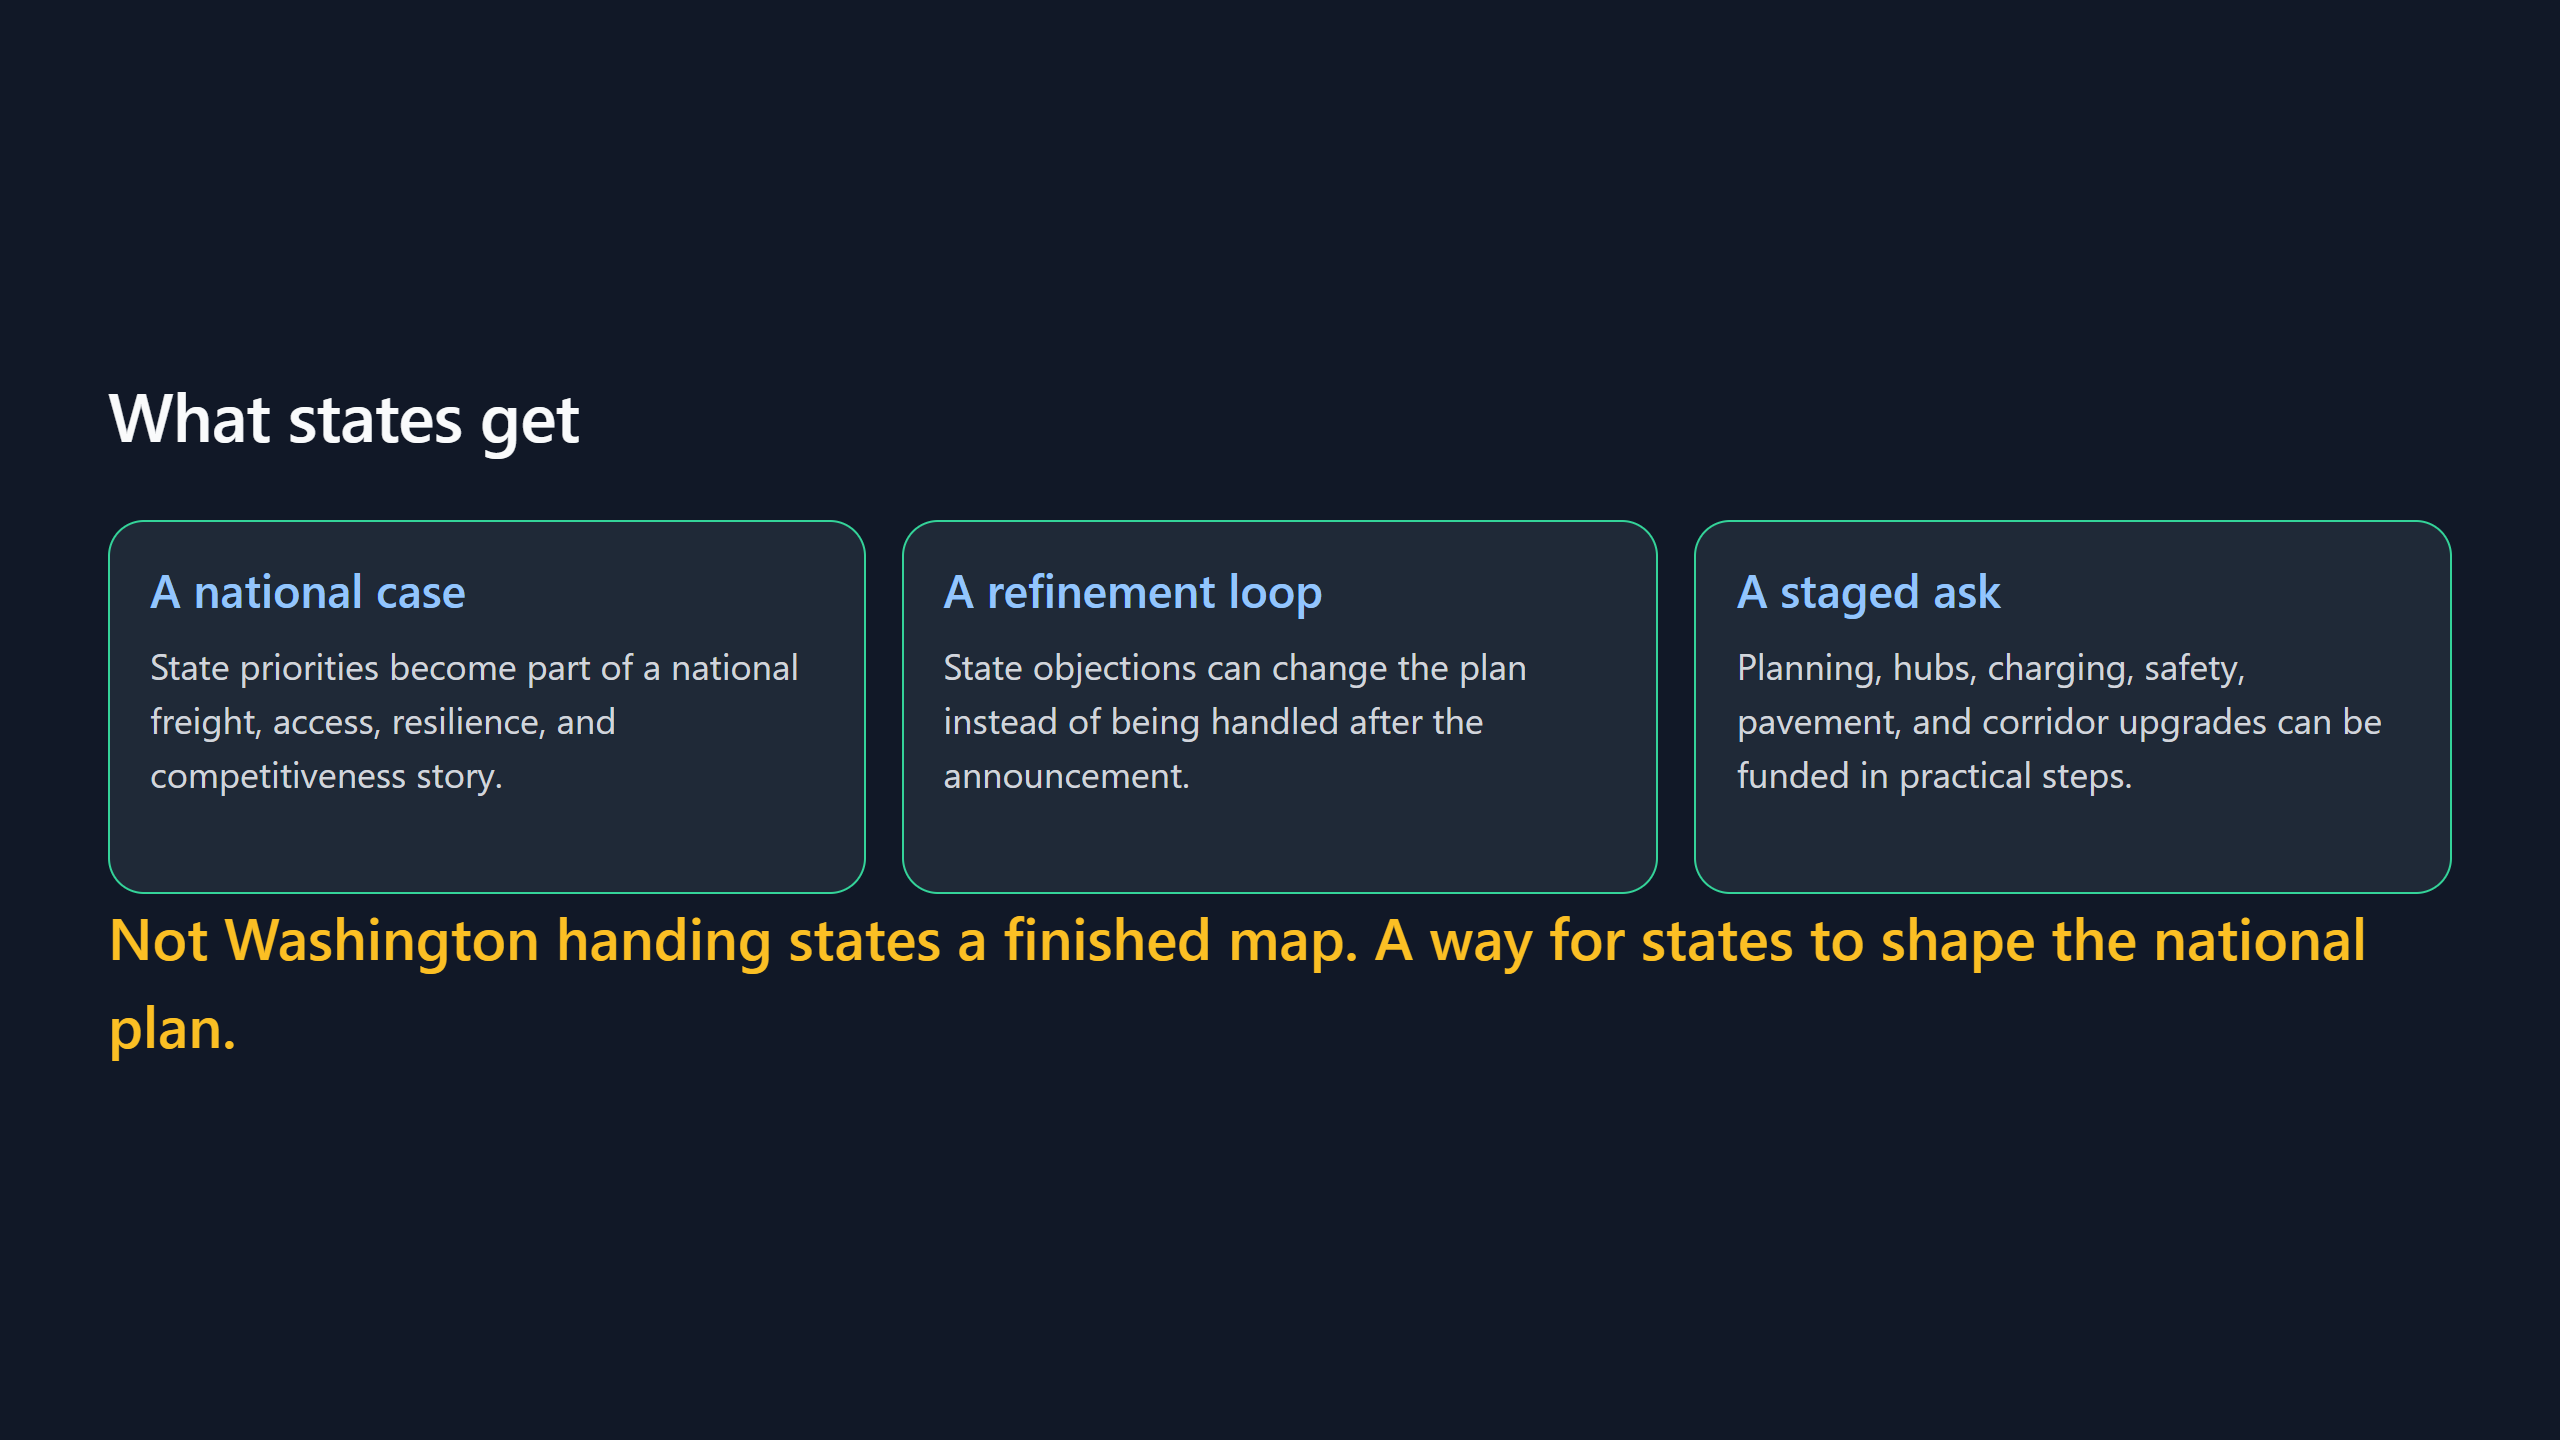 What states get
A national case
State priorities become part of a national
freight, access, resilience, and
competitiveness story.
A refinement loop
State objections can change the plan
instead of being handled after the
announcement.
A staged ask
Planning, hubs, charging, safety,
pavement, and corridor upgrades can be
funded in practical steps.
Not Washington handing states a finished map. A way for states to shape the national
plan.